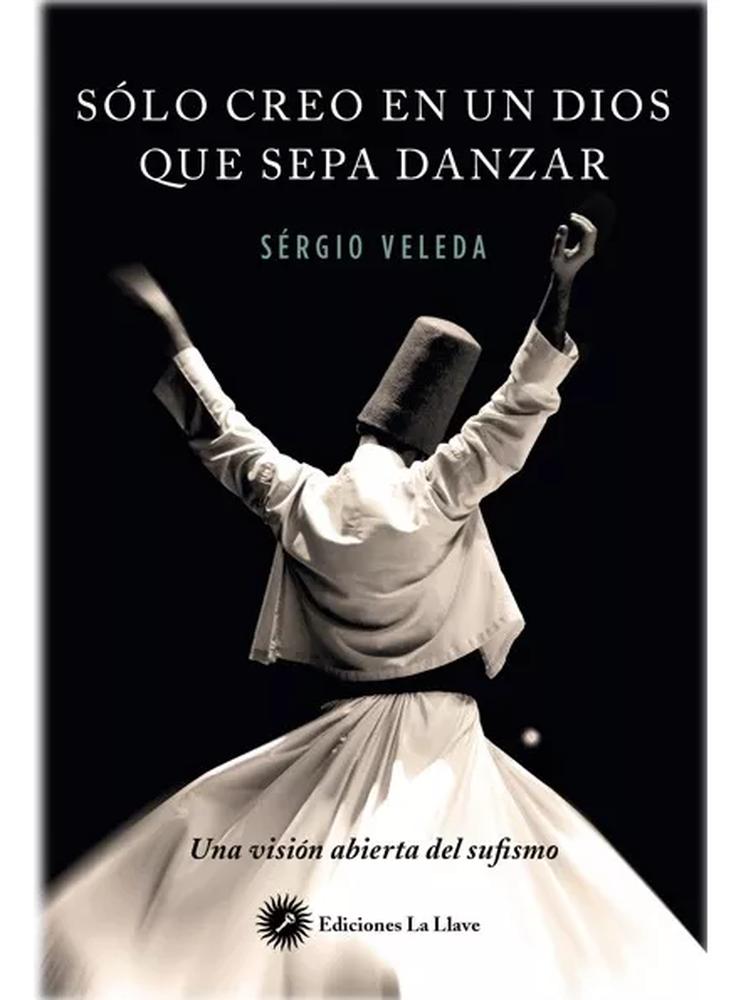 SÓLO CREO EN UN DIOS
QUE SEPA DANZAR
SÉRGIO VELEDA
Una visión abierta del sufismo
Ediciones La Llave